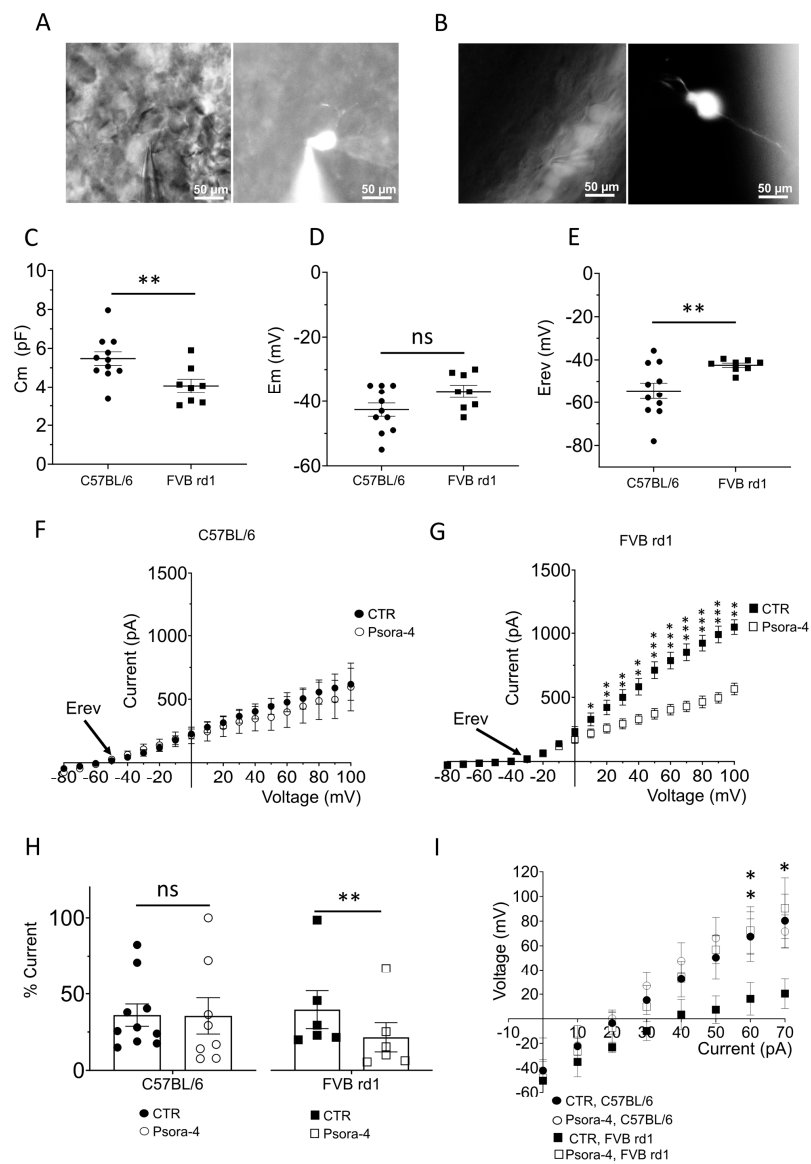 A
B
50 µm
50 µm
50 µm
50 µm
C
D
E
10
8
6
4
2
0
Cm (pF)
**
C57BL/6
FVB rd1
0
-20
-40
-60
Em (mV)
ns
C57BL/6
FVB rd1
0
-20
-40
-60
-80
Erev (mV)
**
C57BL/6
FVB rd1
F
C57BL/6
1500
1000
500
Current (pA)
CTR
Psora-4
Erev
-80 -60 -40 -20 20 40 60 80 100
Voltage (mV)
G
FVB rd1
1500
1000
500
Current (pA)
CTR
Psora-4
Erev
* ** ** ** *** *** *** *** *** **
-80 -60 -40 -20 20 40 60 80 100
Voltage (mV)
H
100
50
0
% Current
ns
**
C57BL/6
FVB rd1
CTR
Psora-4
CTR
Psora-4
I
120
100
80
60
40
20
-20
-40
-60
Voltage (mV)
**
*
-10 10 20 30 40 50 60 70
Current (pA)
CTR, C57BL/6
Psora-4, C57BL/6
CTR, FVB rd1
Psora-4, FVB rd1